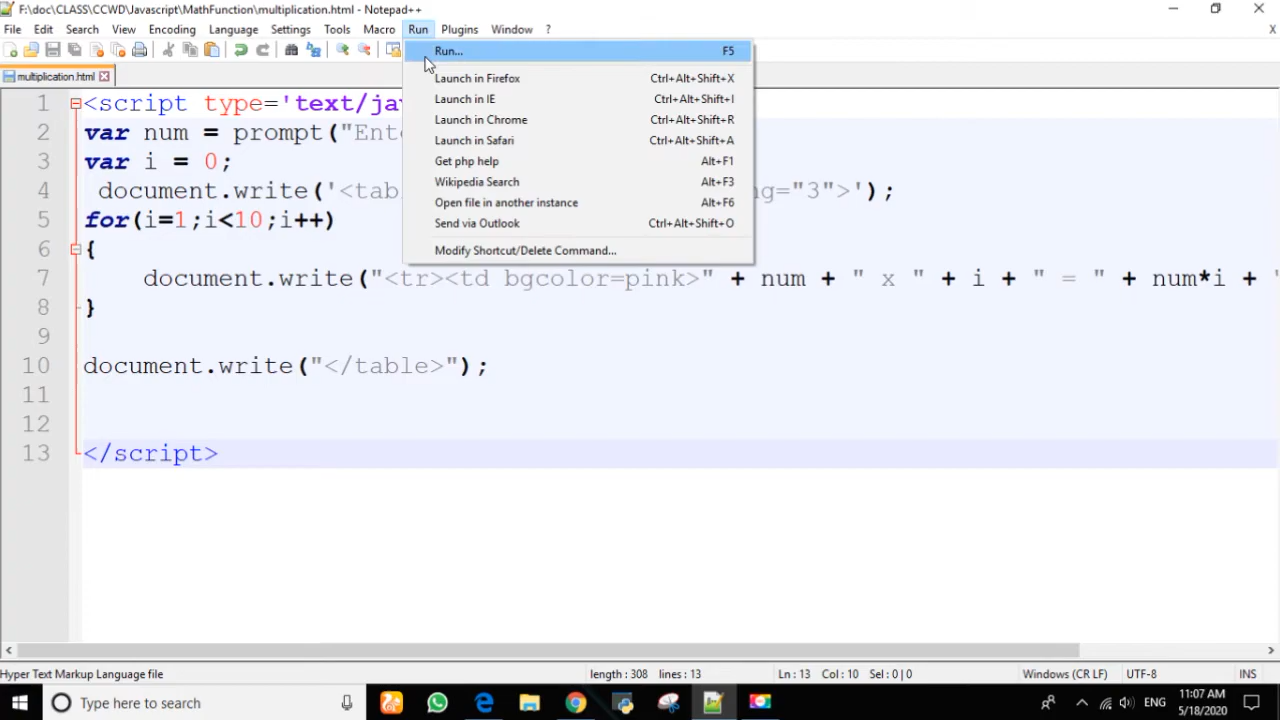 F:\doc\CLASS\CCWD\Javascript\MathFunction\multiplication.html - Notepad++
File Edit Search View Encoding Language Settings Tools Macro Run Plugins Window ? X
multiplication.html
Run... F5
Launch in Firefox Ctrl+Alt+Shift+X
Launch in IE Ctrl+Alt+Shift+I
Launch in Chrome Ctrl+Alt+Shift+R
Launch in Safari Ctrl+Alt+Shift+A
Get php help Alt+F1
Wikipedia Search Alt+F3
Open file in another instance Alt+F6
Send via Outlook Ctrl+Alt+Shift+O
Modify Shortcut/Delete Command...
1 <script type='text/ja
2 var num = prompt("Ente
3 var i = 0;
4 document.write('<tab ng="3">');
5 for(i=1;i<10;i++)
6 {
7 document.write("<tr><td bgcolor=pink>" + num + " x " + i + " = " + num*i + "
8 }
9
10 document.write("</table>");
11
12
13 </script>
Hyper Text Markup Language file length : 308 lines : 13 Ln : 13 Col : 10 Sel : 0 | 0 Windows (CR LF) UTF-8 INS
Type here to search ENG 11:07 AM
5/18/2020